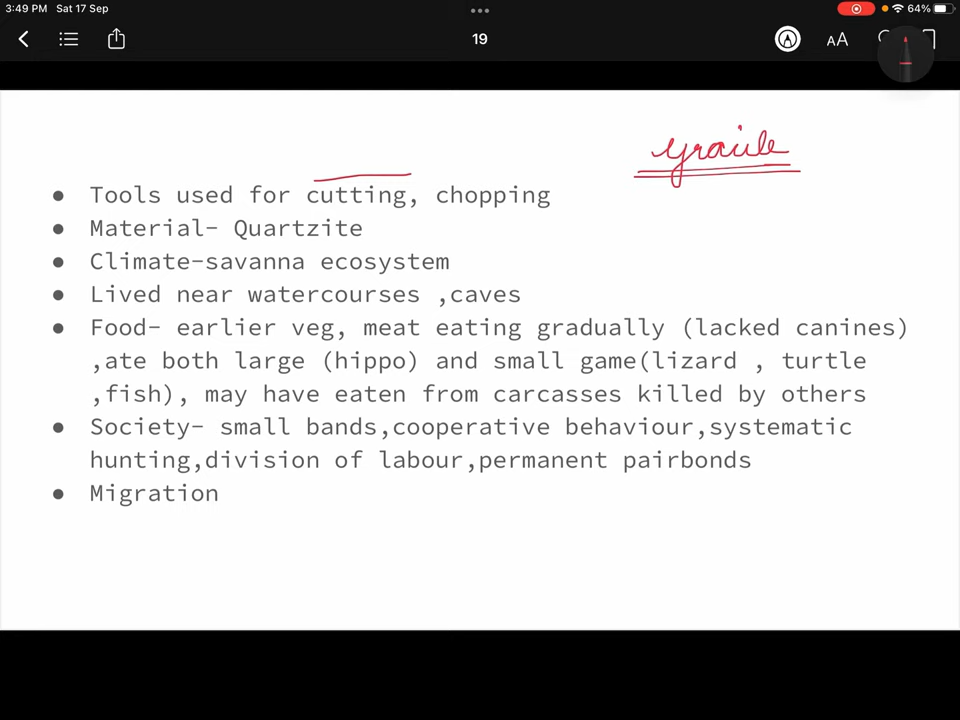 3:49 PM Sat 17 Sep
64%
19
AA
• Tools used for cutting, chopping
• Material- Quartzite
• Climate-savanna ecosystem
• Lived near watercourses ,caves
• Food- earlier veg, meat eating gradually (lacked canines)
,ate both large (hippo) and small game(lizard , turtle
,fish), may have eaten from carcasses killed by others
• Society- small bands,cooperative behaviour,systematic
hunting,division of labour,permanent pairbonds
• Migration